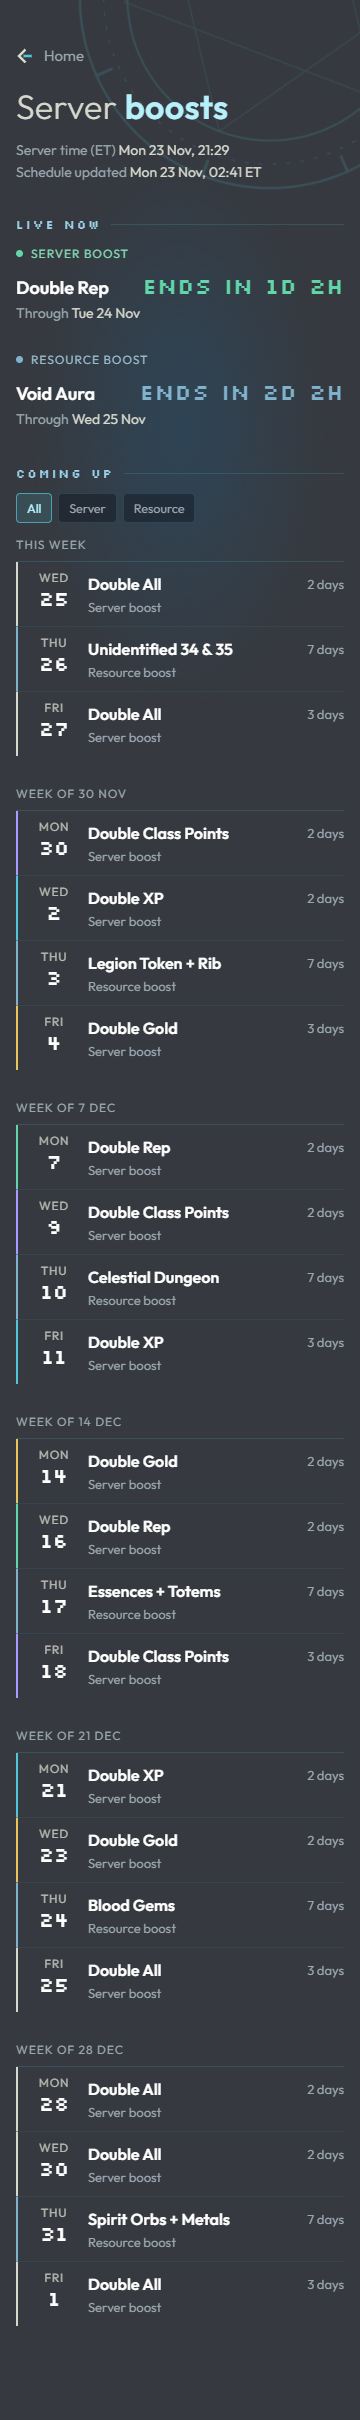 Home
Server boosts
Server time (ET) Mon 23 Nov, 21:29
Schedule updated Mon 23 Nov, 02:41 ET
LIVE NOW
SERVER BOOST
Double Rep ENDS IN 1D 2H
Through Tue 24 Nov
RESOURCE BOOST
Void Aura ENDS IN 2D 2H
Through Wed 25 Nov
COMING UP
All Server Resource
THIS WEEK
WED 25 Double All 2 days
Server boost
THU 26 Unidentified 34 & 35 7 days
Resource boost
FRI 27 Double All 3 days
Server boost
WEEK OF 30 NOV
MON 30 Double Class Points 2 days
Server boost
WED 2 Double XP 2 days
Server boost
THU 3 Legion Token + Rib 7 days
Resource boost
FRI 4 Double Gold 3 days
Server boost
WEEK OF 7 DEC
MON 7 Double Rep 2 days
Server boost
WED 9 Double Class Points 2 days
Server boost
THU 10 Celestial Dungeon 7 days
Resource boost
FRI 11 Double XP 3 days
Server boost
WEEK OF 14 DEC
MON 14 Double Gold 2 days
Server boost
WED 16 Double Rep 2 days
Server boost
THU 17 Essences + Totems 7 days
Resource boost
FRI 18 Double Class Points 3 days
Server boost
WEEK OF 21 DEC
MON 21 Double XP 2 days
Server boost
WED 23 Double Gold 2 days
Server boost
THU 24 Blood Gems 7 days
Resource boost
FRI 25 Double All 3 days
Server boost
WEEK OF 28 DEC
MON 28 Double All 2 days
Server boost
WED 30 Double All 2 days
Server boost
THU 31 Spirit Orbs + Metals 7 days
Resource boost
FRI 1 Double All 3 days
Server boost